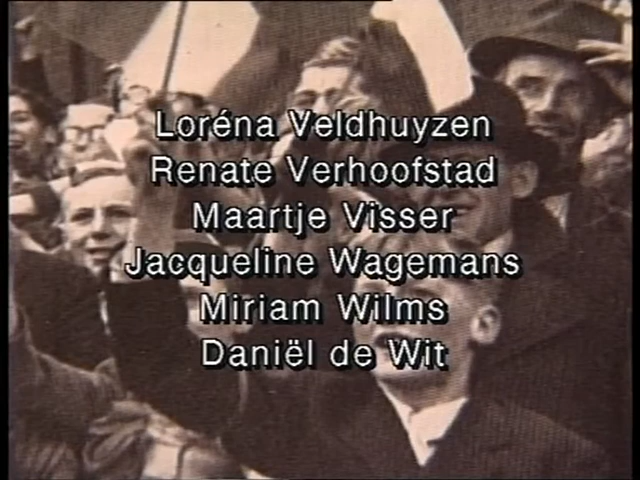 Loréna Veldhuyzen
Renate Verhoofstad
Maartje Visser
Jacqueline Wagemans
Miriam Wilms
Daniël de Wit